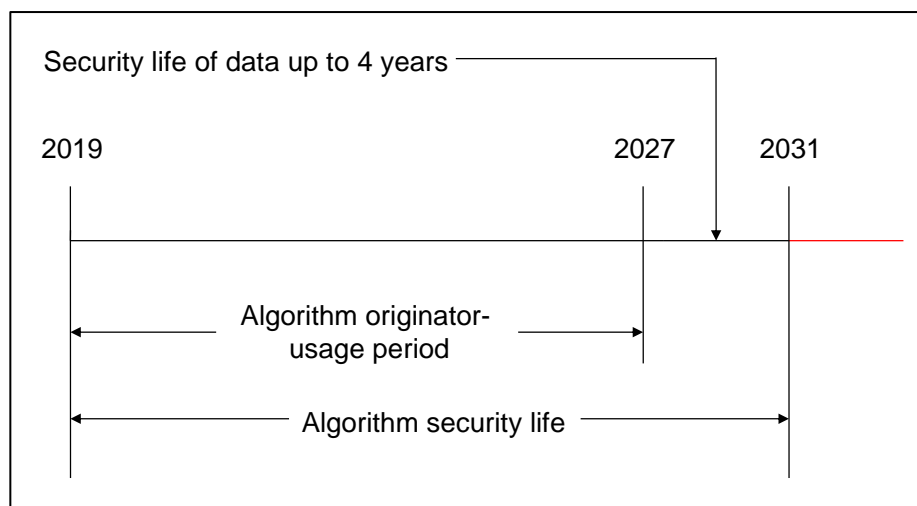 Security life of data up to 4 years
2019
2027
2031
Algorithm originator-
usage period
Algorithm security life